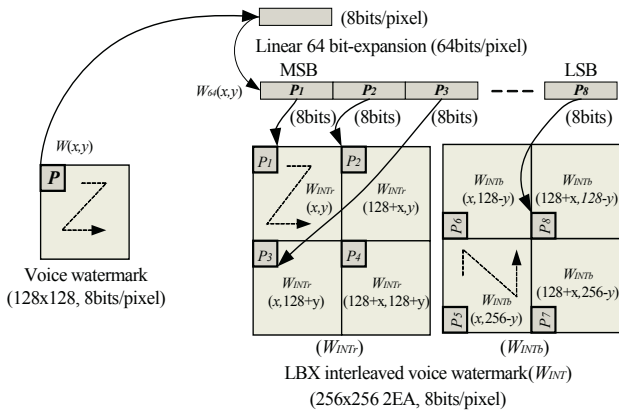 (8bits/pixel)
Linear 64 bit-expansion (64bits/pixel)
MSB
LSB
W64(x,y)
P1
P2
P3
P8
(8bits)
(8bits)
(8bits)
(8bits)
W(x,y)
P
Voice watermark
(128x128, 8bits/pixel)
P1
WINTr
(x,y)
P2
WINTr
(128+x,y)
P3
WINTr
(x,128+y)
P4
WINTr
(128+x,128+y)
(WINTr)
WINTb
(x,128-y)
P6
WINTb
(128+x,128-y)
P8
WINTb
(x,256-y)
P5
WINTb
(128+x,256-y)
P7
(WINTb)
LBX interleaved voice watermark(WINT)
(256x256 2EA, 8bits/pixel)